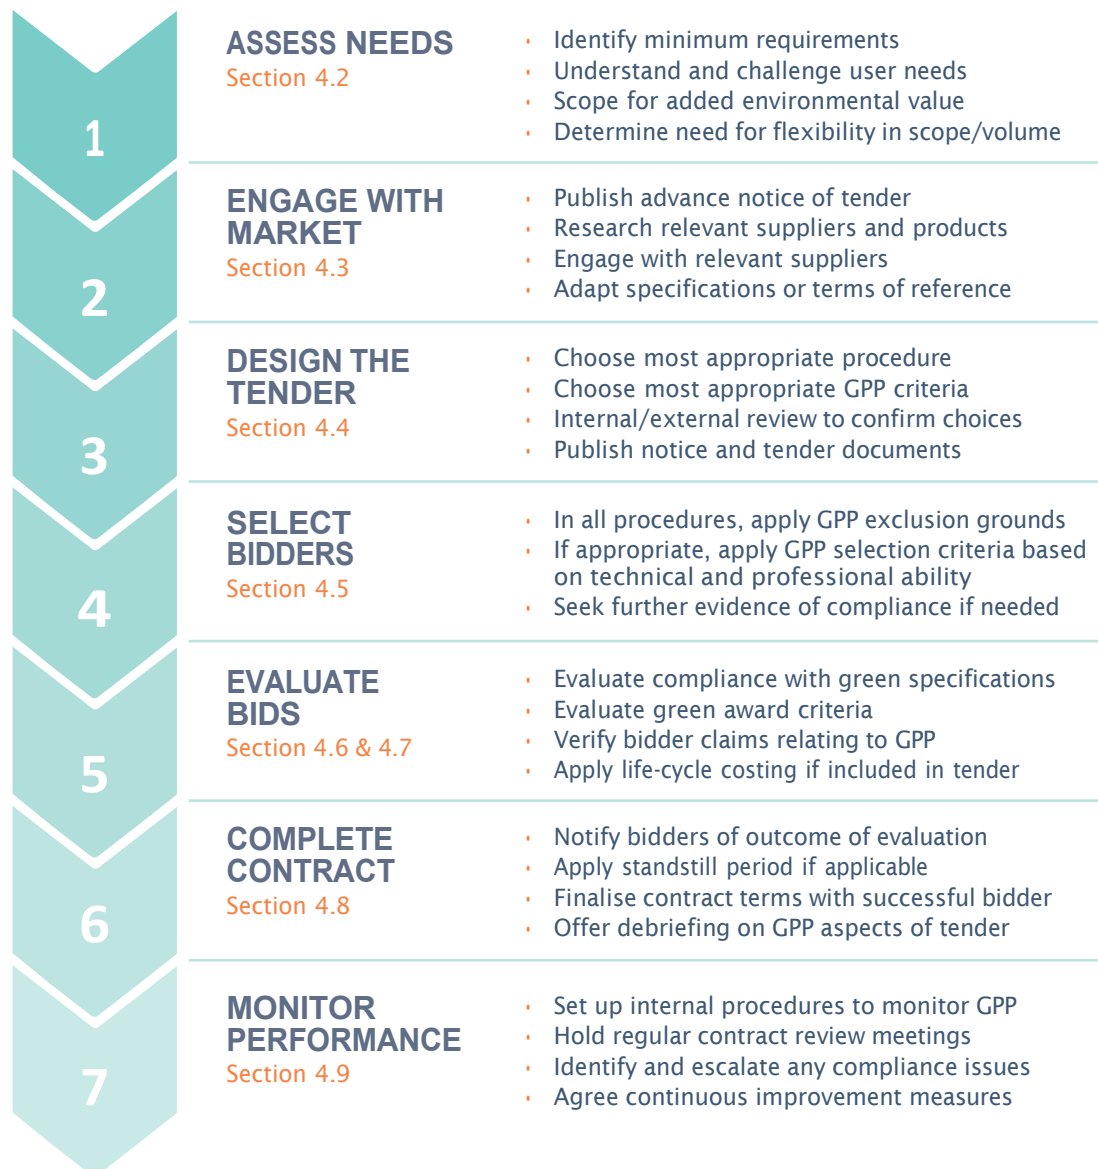 1
ASSESS NEEDS
Section 4.2
• Identify minimum requirements
• Understand and challenge user needs
• Scope for added environmental value
• Determine need for flexibility in scope/volume
2
ENGAGE WITH
MARKET
Section 4.3
• Publish advance notice of tender
• Research relevant suppliers and products
• Engage with relevant suppliers
• Adapt specifications or terms of reference
3
DESIGN THE
TENDER
Section 4.4
• Choose most appropriate procedure
• Choose most appropriate GPP criteria
• Internal/external review to confirm choices
• Publish notice and tender documents
4
SELECT
BIDDERS
Section 4.5
• In all procedures, apply GPP exclusion grounds
• If appropriate, apply GPP selection criteria based
on technical and professional ability
• Seek further evidence of compliance if needed
5
EVALUATE
BIDS
Section 4.6 & 4.7
• Evaluate compliance with green specifications
• Evaluate green award criteria
• Verify bidder claims relating to GPP
• Apply life-cycle costing if included in tender
6
COMPLETE
CONTRACT
Section 4.8
• Notify bidders of outcome of evaluation
• Apply standstill period if applicable
• Finalise contract terms with successful bidder
• Offer debriefing on GPP aspects of tender
7
MONITOR
PERFORMANCE
Section 4.9
• Set up internal procedures to monitor GPP
• Hold regular contract review meetings
• Identify and escalate any compliance issues
• Agree continuous improvement measures